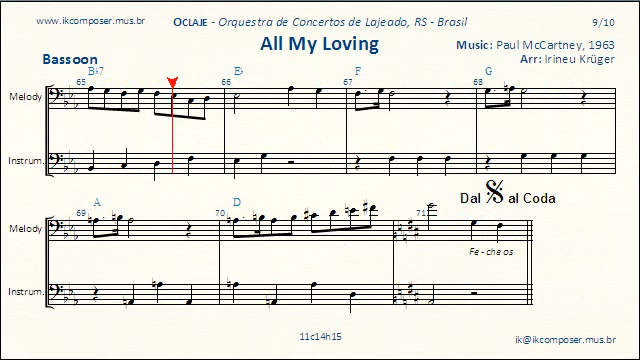 www.ikcomposer.mus.br
OCLAJE - Orquestra de Concertos de Lajeado, RS - Brasil
9/10
All My Loving
Music: Paul McCartney, 1963
Arr: Irineu Krüger
Bassoon
B♭7 E♭ F G
65 66 67 68
Melody
Instrum.
Dal 𝄋 al Coda
A D
69 70 71
Melody
Fe - che os
Instrum.
11c14h15
ik@ikcomposer.mus.br